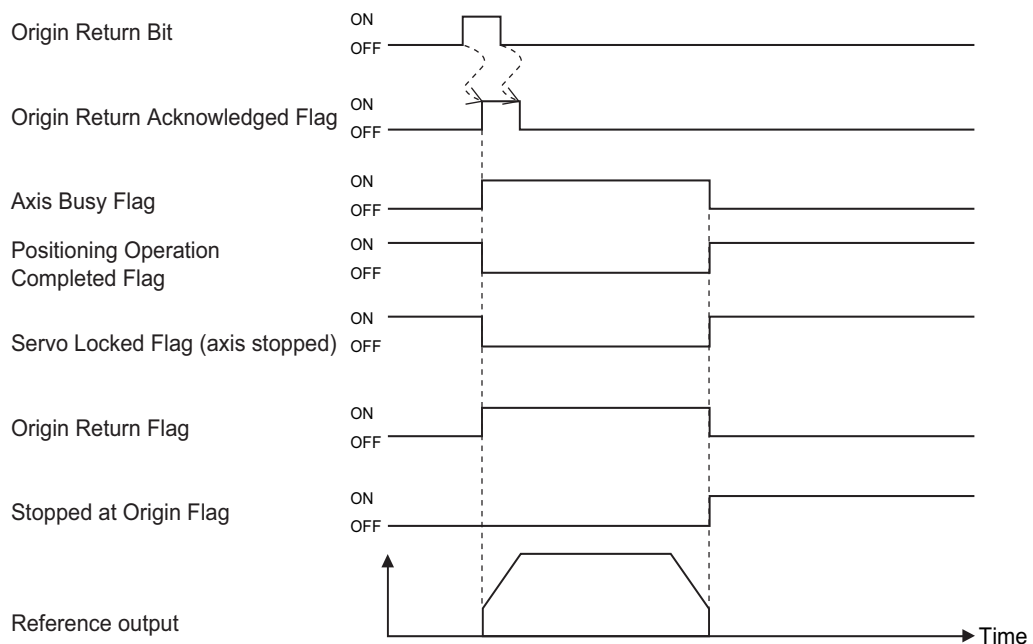 Origin Return Bit
ON
OFF
Origin Return Acknowledged Flag
ON
OFF
Axis Busy Flag
ON
OFF
Positioning Operation
Completed Flag
ON
OFF
Servo Locked Flag (axis stopped)
ON
OFF
Origin Return Flag
ON
OFF
Stopped at Origin Flag
ON
OFF
Reference output
Time